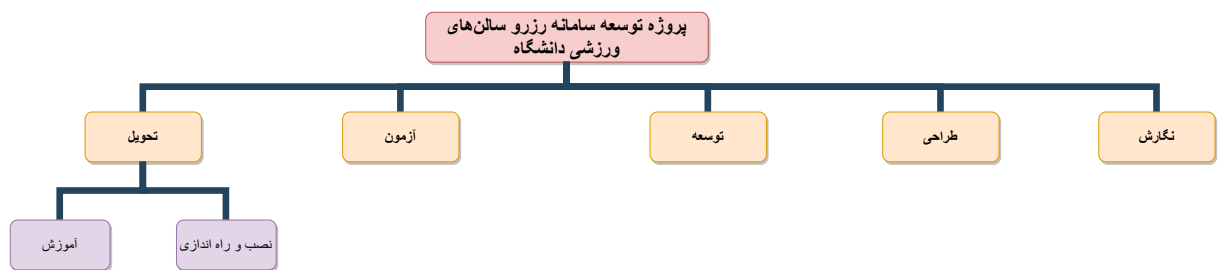 پروژه توسعه سامانه رزرو سالن‌های
ورزشی دانشگاه
نگارش
طراحی
توسعه
آزمون
تحویل
نصب و راه اندازی
آموزش